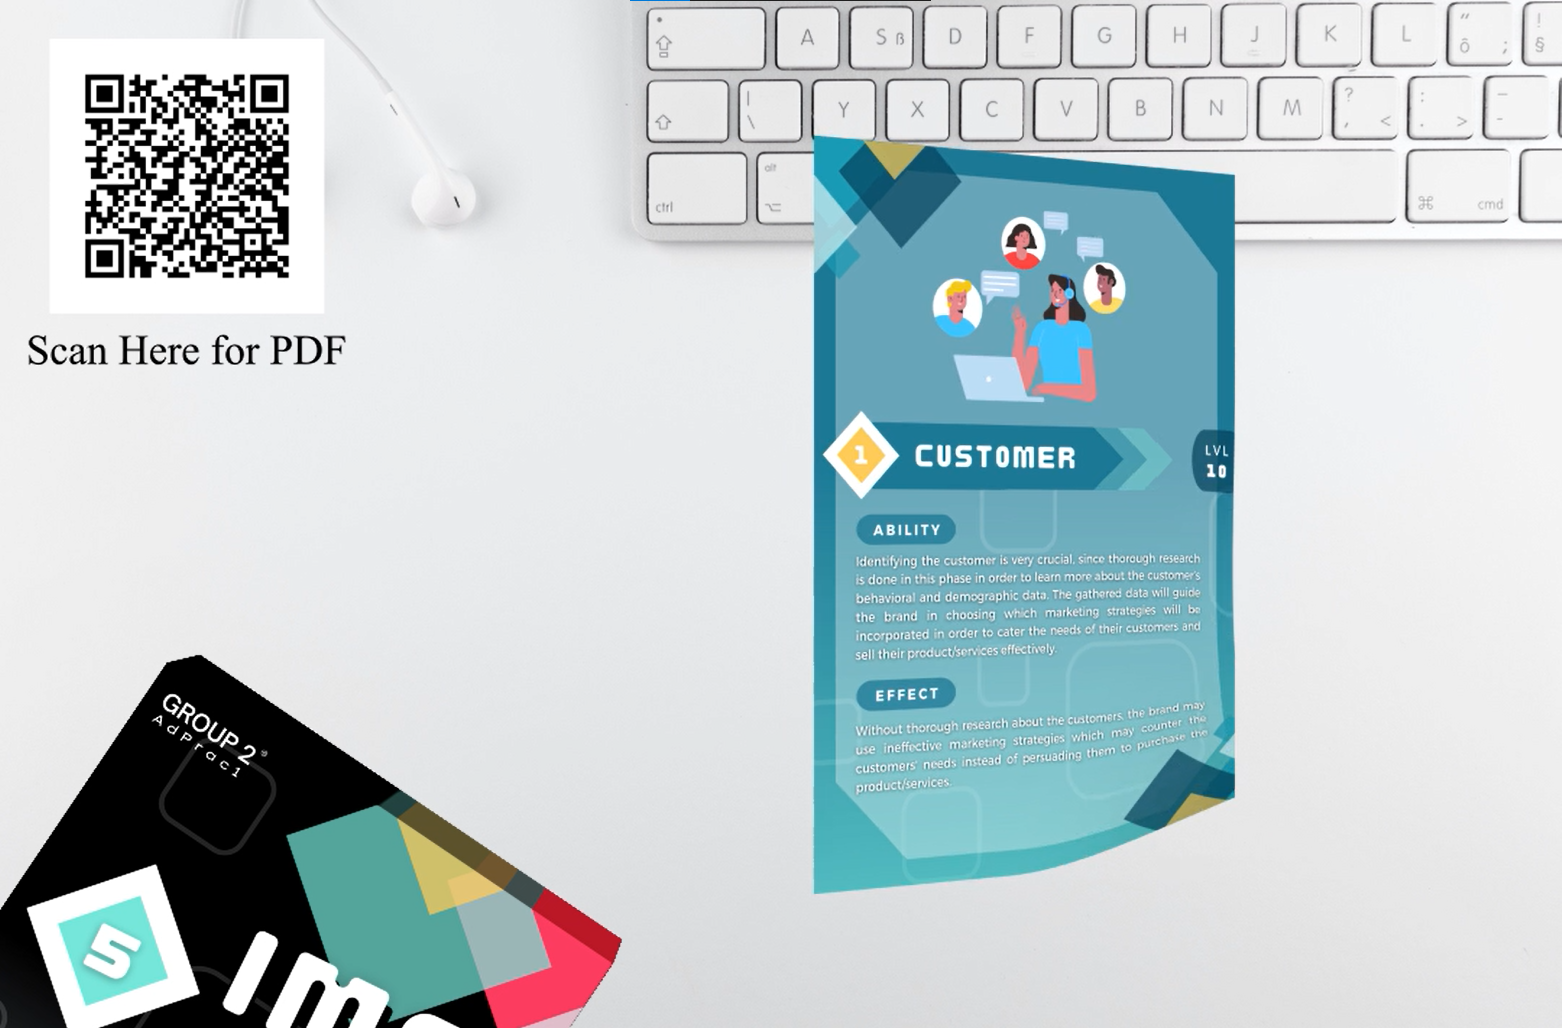 Scan Here for PDF
A
S ß
D
F
G
H
J
K
L
" ô ;
! §
| \
Y
X
C
V
B
N
M
? , <
: . >
– -
ctrl
alt
⌘ cmd
1
CUSTOMER
LVL
10
ABILITY
Identifying the customer is very crucial, since thorough research
is done in this phase in order to learn more about the customer's
behavioral and demographic data. The gathered data will guide
the brand in choosing which marketing strategies will be
incorporated in order to cater the needs of their customers and
sell their product/services effectively.
EFFECT
Without thorough research about the customers, the brand may
use ineffective marketing strategies which may counter the
customers' needs instead of persuading them to purchase the
product/services.
GROUP 2®
AdPrac1
5